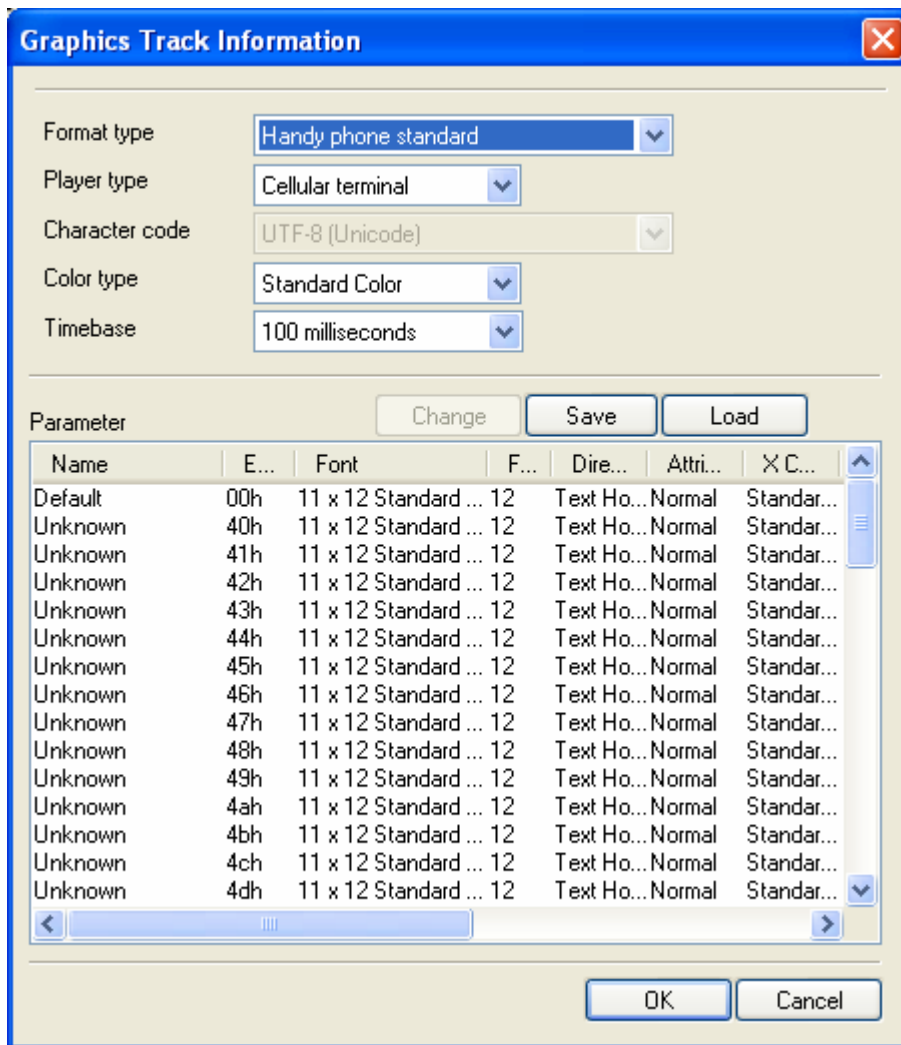 Graphics Track Information
Format type Handy phone standard
Player type Cellular terminal
Character code UTF-8 (Unicode)
Color type Standard Color
Timebase 100 milliseconds
Parameter Change Save Load
Name E... Font F... Dire... Attri... X C...
Default 00h 11 x 12 Standard ... 12 Text Ho... Normal Standar...
Unknown 40h 11 x 12 Standard ... 12 Text Ho... Normal Standar...
Unknown 41h 11 x 12 Standard ... 12 Text Ho... Normal Standar...
Unknown 42h 11 x 12 Standard ... 12 Text Ho... Normal Standar...
Unknown 43h 11 x 12 Standard ... 12 Text Ho... Normal Standar...
Unknown 44h 11 x 12 Standard ... 12 Text Ho... Normal Standar...
Unknown 45h 11 x 12 Standard ... 12 Text Ho... Normal Standar...
Unknown 46h 11 x 12 Standard ... 12 Text Ho... Normal Standar...
Unknown 47h 11 x 12 Standard ... 12 Text Ho... Normal Standar...
Unknown 48h 11 x 12 Standard ... 12 Text Ho... Normal Standar...
Unknown 49h 11 x 12 Standard ... 12 Text Ho... Normal Standar...
Unknown 4ah 11 x 12 Standard ... 12 Text Ho... Normal Standar...
Unknown 4bh 11 x 12 Standard ... 12 Text Ho... Normal Standar...
Unknown 4ch 11 x 12 Standard ... 12 Text Ho... Normal Standar...
Unknown 4dh 11 x 12 Standard ... 12 Text Ho... Normal Standar...
OK Cancel